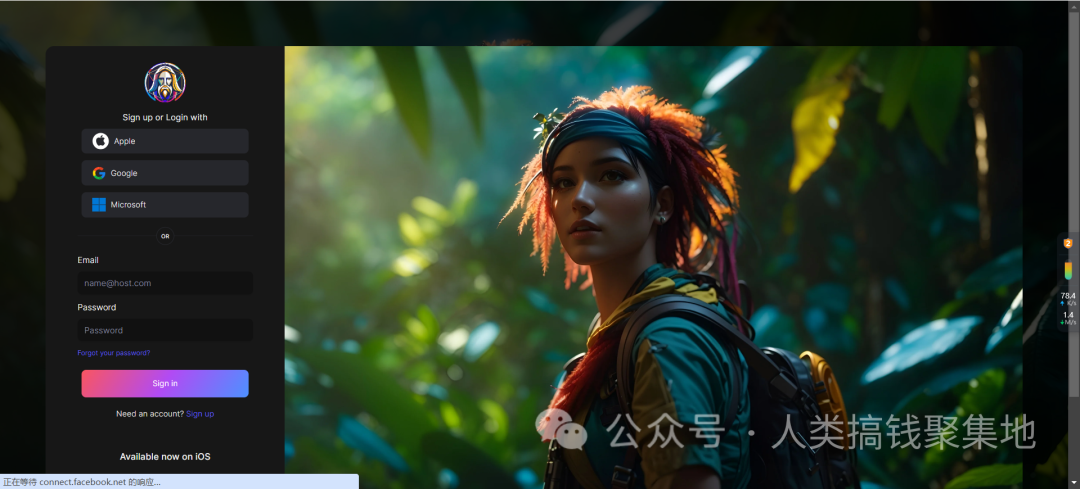 Sign up or Login with
Apple
Google
Microsoft
OR
Email
name@host.com
Password
Password
Forgot your password?
Sign in
Need an account? Sign up
Available now on iOS
公众号 · 人类搞钱聚集地
2
78.4
↑ K/s
1.4
↓ M/s
正在等待 connect.facebook.net 的响应...